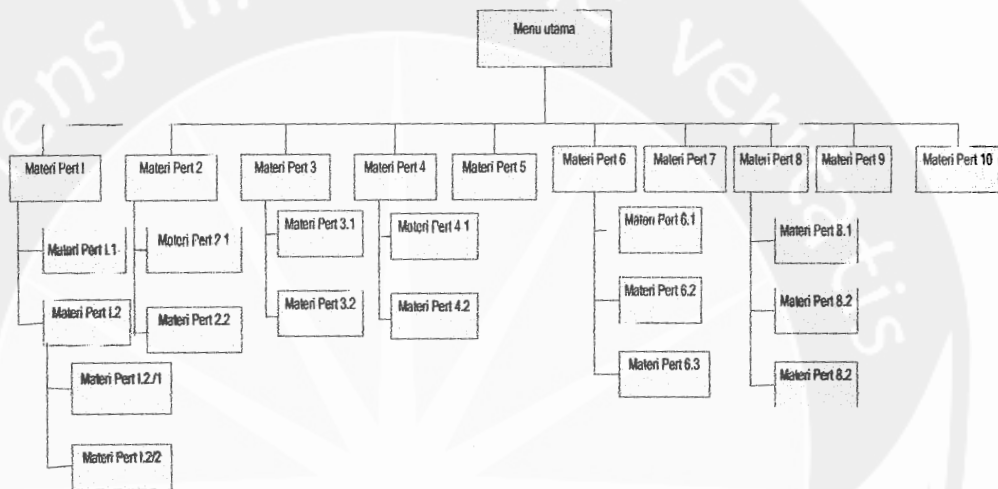 Menu utama
Materi Pert I
Materi Pert 2
Materi Pert 3
Materi Pert 4
Materi Pert 5
Materi Pert 6
Materi Pert 7
Materi Pert 8
Materi Pert 9
Materi Pert 10
Materi Pert I.1
Materi Pert I.2
Materi Pert I.2./1
Materi Pert I.2/2
Materi Pert 2.1
Materi Pert 2.2
Materi Pert 3.1
Materi Pert 3.2
Materi Pert 4.1
Materi Pert 4.2
Materi Pert 6.1
Materi Pert 6.2
Materi Pert 6.3
Materi Pert 8.1
Materi Pert 8.2
Materi Pert 8.2
ens
veritatis